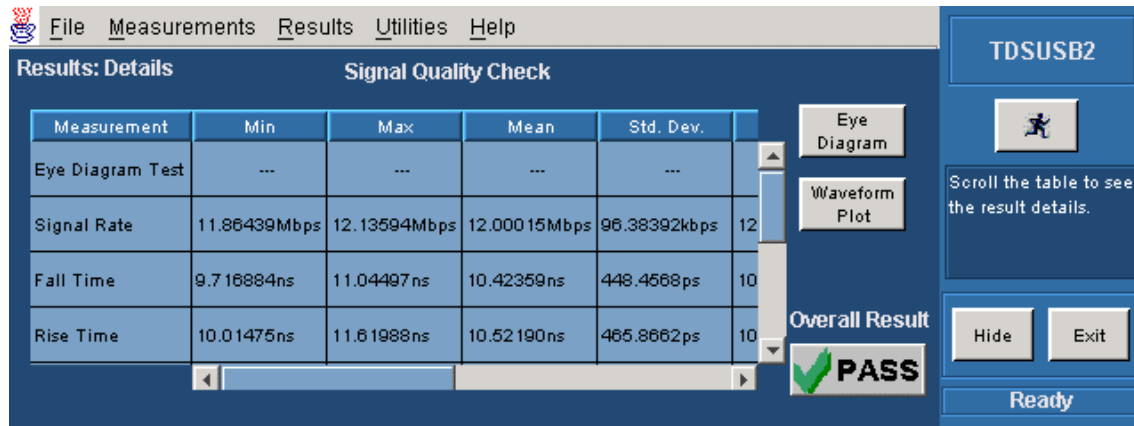 File Measurements Results Utilities Help
TDSUSB2
Results: Details
Signal Quality Check
Measurement Min Max Mean Std. Dev.
Eye Diagram Test --- --- --- ---
Signal Rate 11.86439Mbps 12.13594Mbps 12.00015Mbps 96.38392kbps 12
Fall Time 9.716884ns 11.04497ns 10.42359ns 448.4568ps 10
Rise Time 10.01475ns 11.61988ns 10.52190ns 465.8662ps 10
Eye
Diagram
Waveform
Plot
Overall Result
PASS
Scroll the table to see
the result details.
Hide Exit
Ready